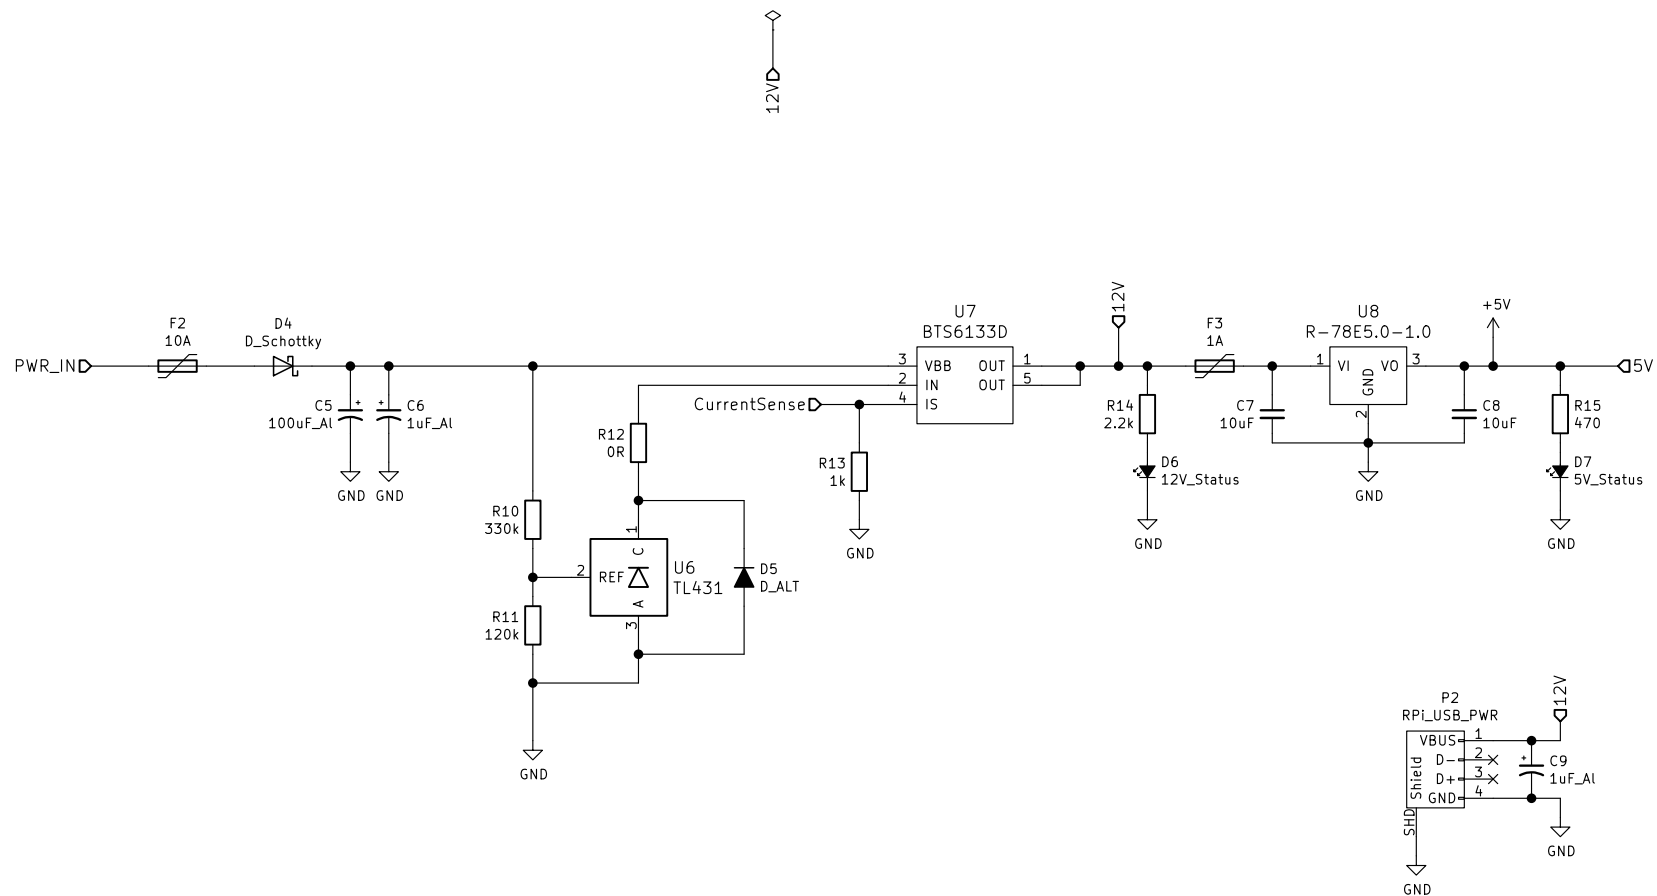 12V
PWR_IN
F2
10A
D4
D_Schottky
C5
100uF_Al
+
GND
C6
1uF_Al
+
GND
R10
330k
R11
120k
GND
R12
0R
1
C
2
REF
A
3
U6
TL431
D5
D_ALT
CurrentSense
R13
1k
GND
U7
BTS6133D
3
VBB
OUT
1
2
IN
OUT
5
4
IS
12V
R14
2.2k
D6
12V_Status
GND
F3
1A
C7
10uF
U8
R-78E5.0-1.0
1
VI
VO
3
GND
2
GND
C8
10uF
+5V
5V
R15
470
D7
5V_Status
GND
P2
RPi_USB_PWR
12V
VBUS
1
D-
2
D+
3
GND
4
Shield
SHD
GND
+
C9
1uF_Al
GND